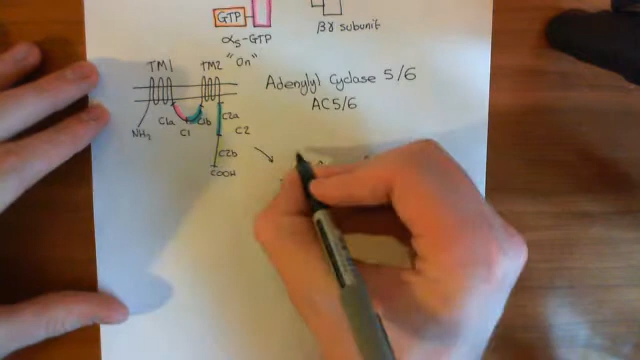 GTP
αs-GTP
βγ subunit
"On"
TM1
TM2
Adenylyl Cyclase 5/6
AC5/6
C1a
C1b
C1
C2a
C2
NH₂
C2b
COOH